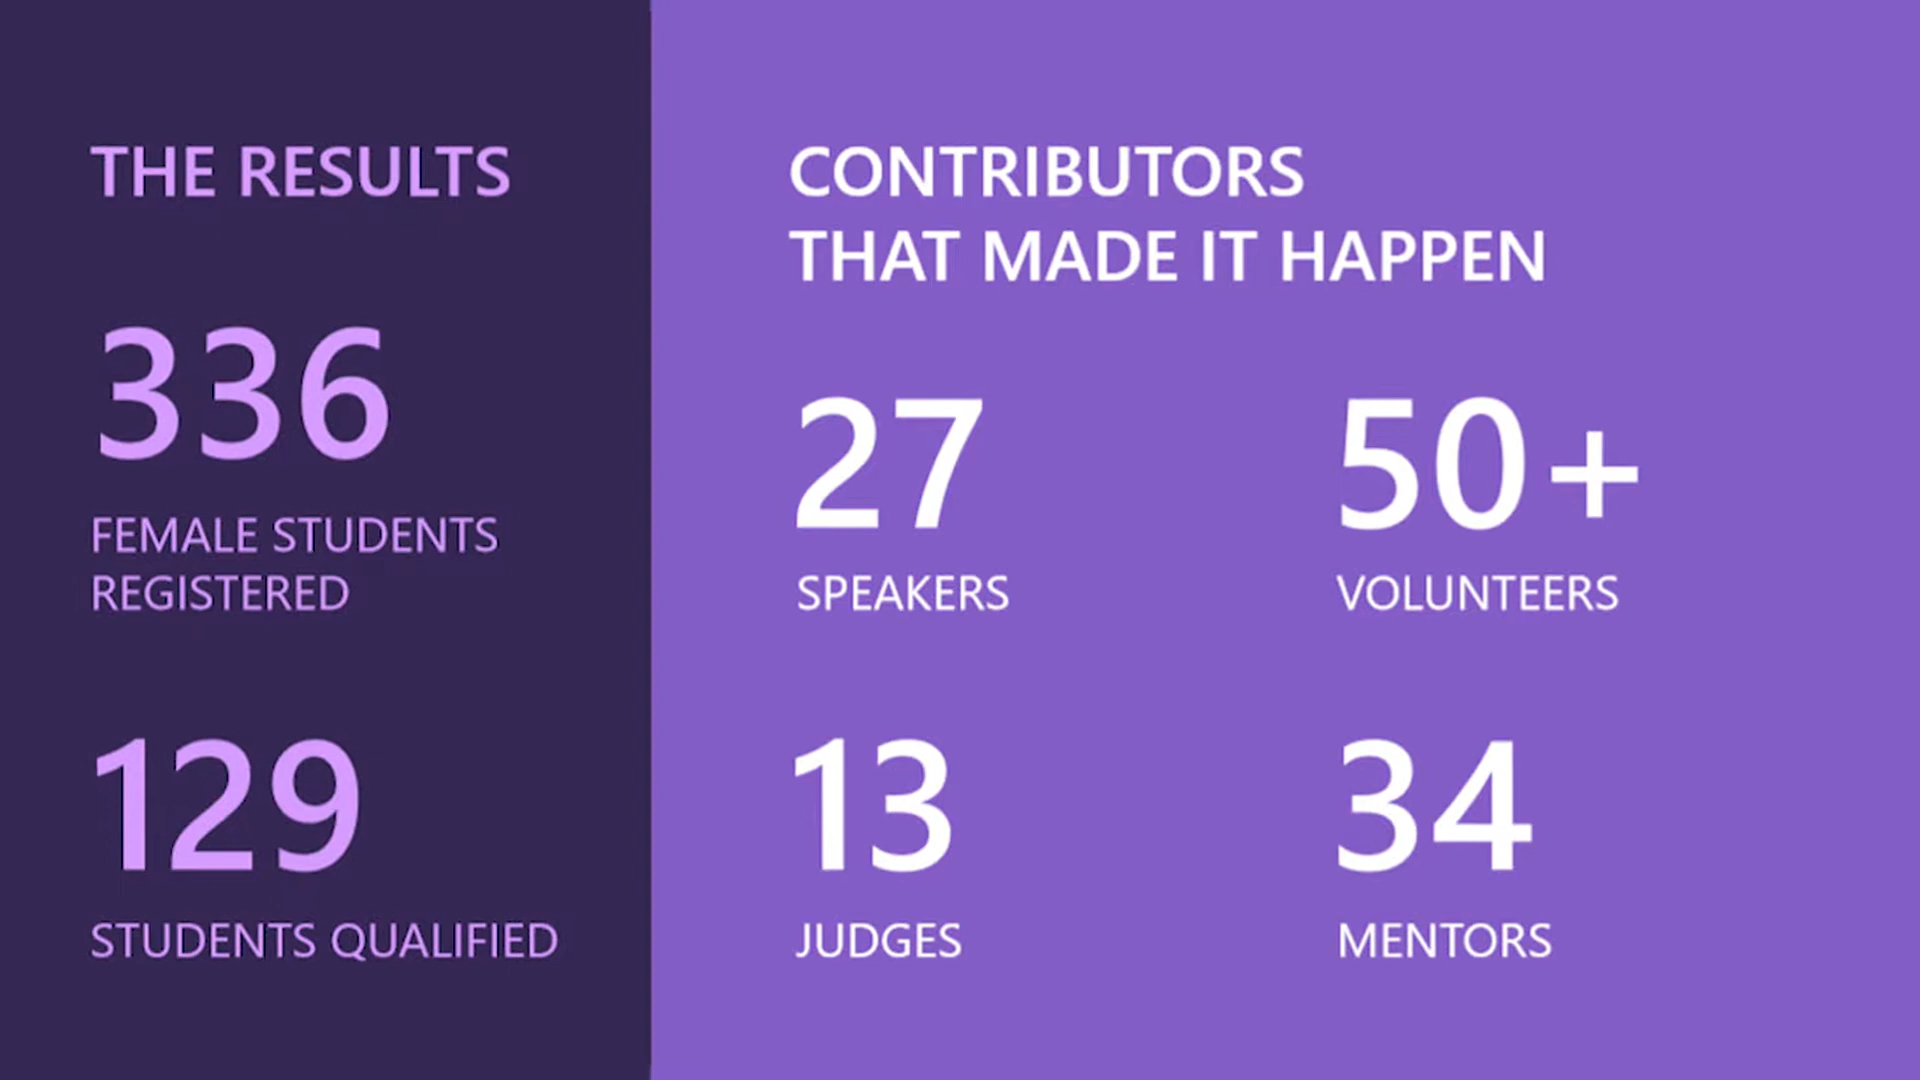 THE RESULTS
336
FEMALE STUDENTS
REGISTERED
129
STUDENTS QUALIFIED
CONTRIBUTORS
THAT MADE IT HAPPEN
27
SPEAKERS
50+
VOLUNTEERS
13
JUDGES
34
MENTORS